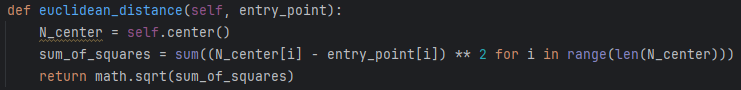 def euclidean_distance(self, entry_point):
    N_center = self.center()
    sum_of_squares = sum((N_center[i] - entry_point[i]) ** 2 for i in range(len(N_center)))
    return math.sqrt(sum_of_squares)